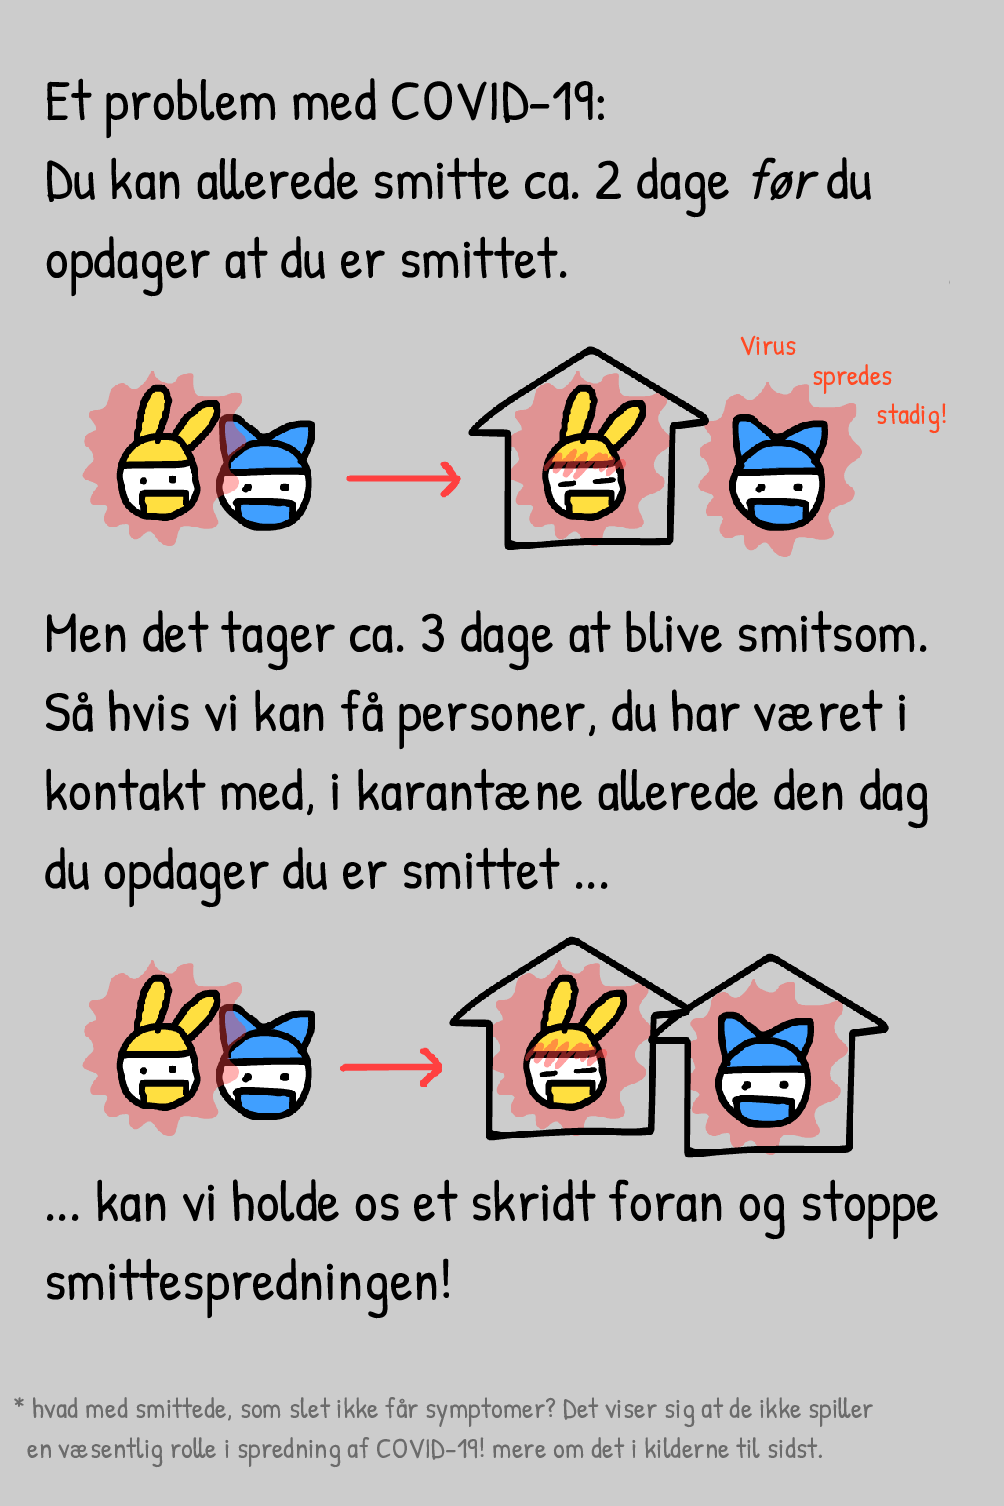 Et problem med COVID-19:
Du kan allerede smitte ca. 2 dage før du
opdager at du er smittet.
Virus
spredes
stadig!
Men det tager ca. 3 dage at blive smitsom.
Så hvis vi kan få personer, du har været i
kontakt med, i karantæne allerede den dag
du opdager du er smittet ...
... kan vi holde os et skridt foran og stoppe
smittespredningen!
* hvad med smittede, som slet ikke får symptomer? Det viser sig at de ikke spiller
en væsentlig rolle i spredning af COVID-19! mere om det i kilderne til sidst.